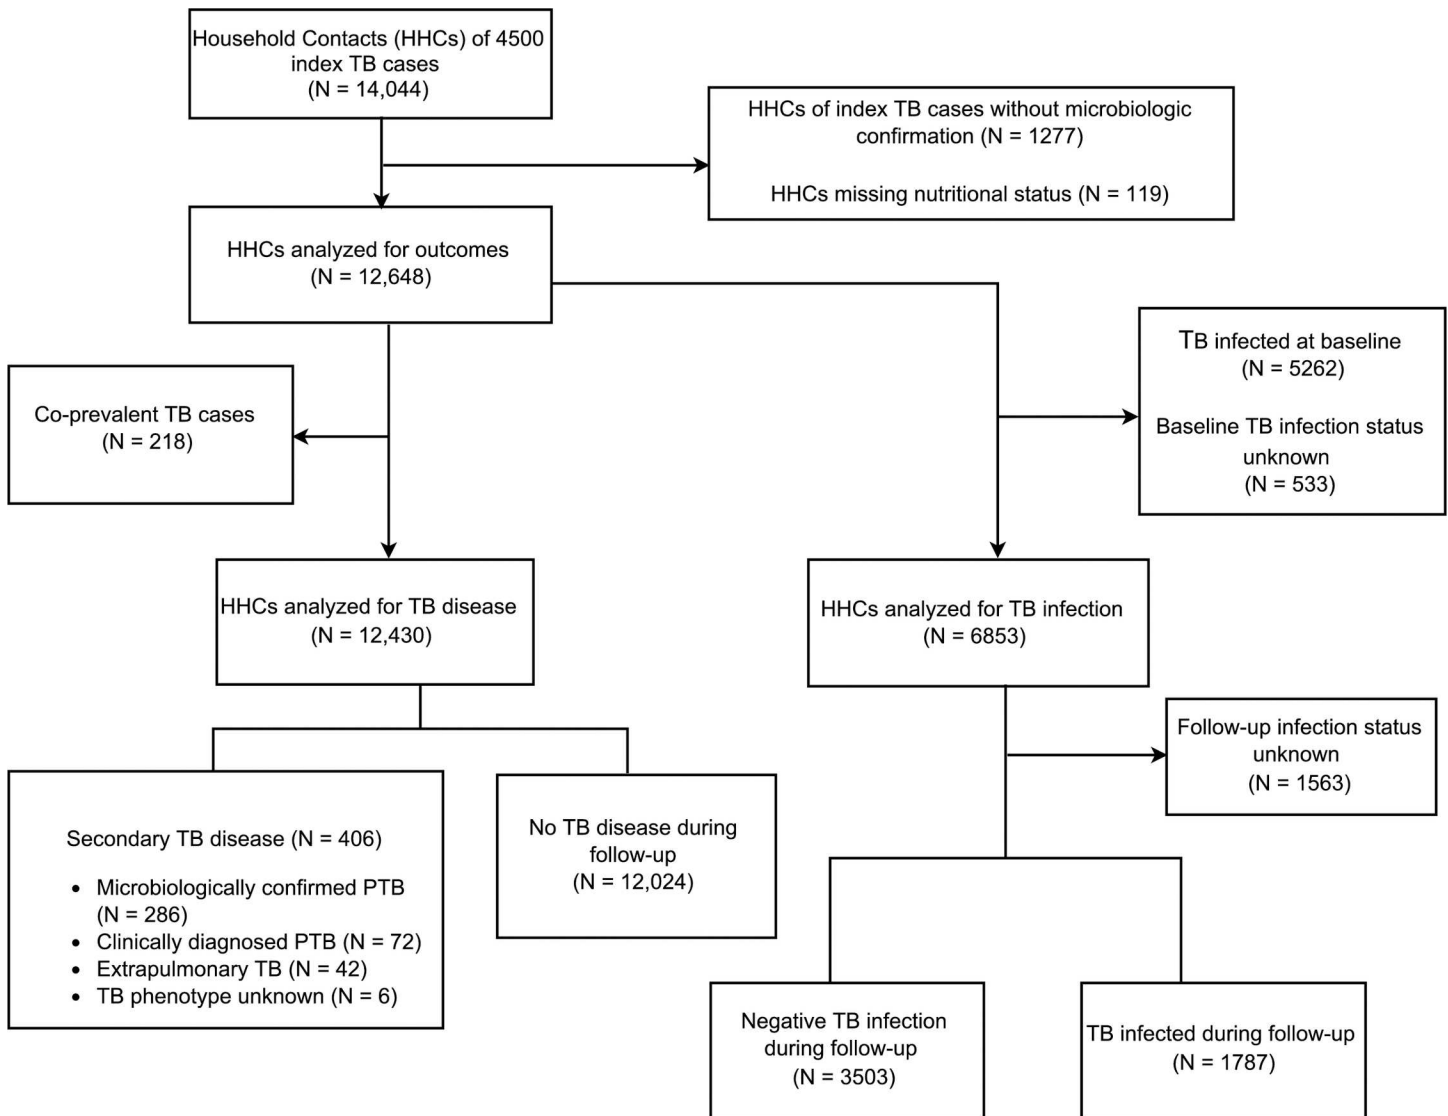 Household Contacts (HHCs) of 4500
index TB cases
(N = 14,044)
HHCs of index TB cases without microbiologic
confirmation (N = 1277)
HHCs missing nutritional status (N = 119)
HHCs analyzed for outcomes
(N = 12,648)
TB infected at baseline
(N = 5262)
Baseline TB infection status
unknown
(N = 533)
Co-prevalent TB cases
(N = 218)
HHCs analyzed for TB disease
(N = 12,430)
HHCs analyzed for TB infection
(N = 6853)
Follow-up infection status
unknown
(N = 1563)
Secondary TB disease (N = 406)
• Microbiologically confirmed PTB
(N = 286)
• Clinically diagnosed PTB (N = 72)
• Extrapulmonary TB (N = 42)
• TB phenotype unknown (N = 6)
No TB disease during
follow-up
(N = 12,024)
Negative TB infection
during follow-up
(N = 3503)
TB infected during follow-up
(N = 1787)